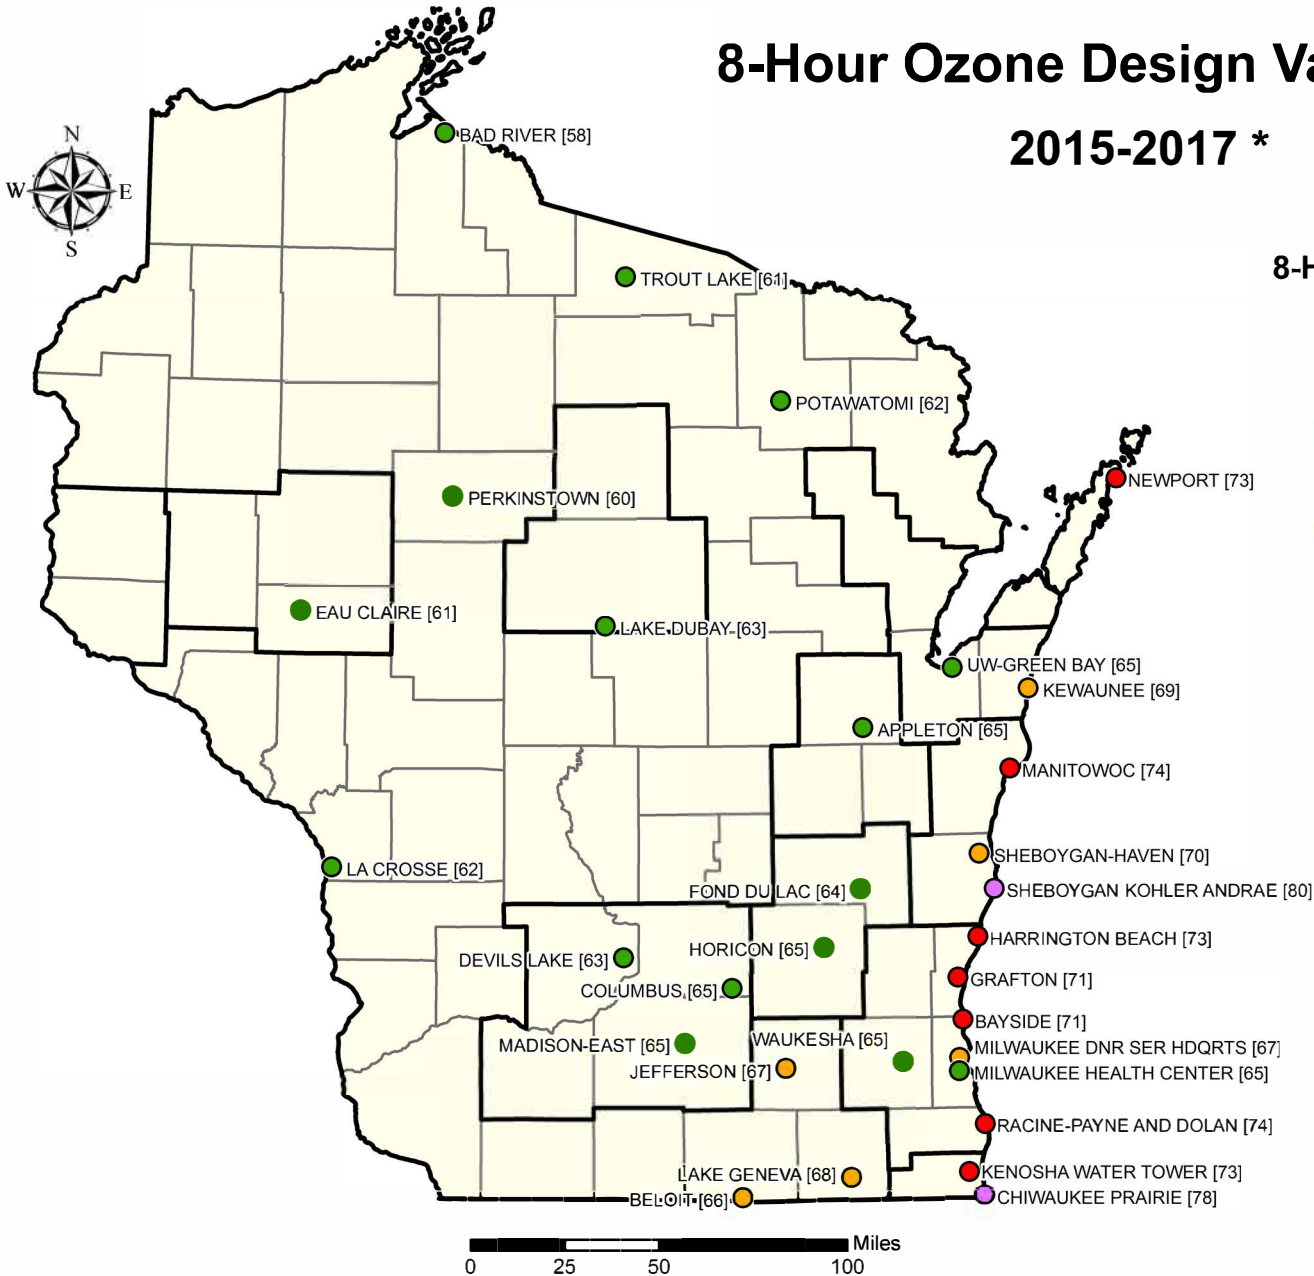 8-Hour Ozone Design Va
2015-2017 *
8-H
N
W
E
S
BAD RIVER [58]
TROUT LAKE [61]
POTAWATOMI [62]
NEWPORT [73]
PERKINSTOWN [60]
EAU CLAIRE [61]
LAKE DUBAY [63]
UW-GREEN BAY [65]
KEWAUNEE [69]
APPLETON [65]
MANITOWOC [74]
SHEBOYGAN-HAVEN [70]
LA CROSSE [62]
FOND DU LAC [64]
SHEBOYGAN KOHLER ANDRAE [80]
HARRINGTON BEACH [73]
HORICON [65]
DEVILS LAKE [63]
GRAFTON [71]
COLUMBUS [65]
BAYSIDE [71]
WAUKESHA [65]
MADISON-EAST [65]
MILWAUKEE DNR SER HDQRTS [67]
JEFFERSON [67]
MILWAUKEE HEALTH CENTER [65]
RACINE-PAYNE AND DOLAN [74]
KENOSHA WATER TOWER [73]
LAKE GENEVA [68]
CHIWAUKEE PRAIRIE [78]
BELOIT [66]
Miles
0 25 50 100